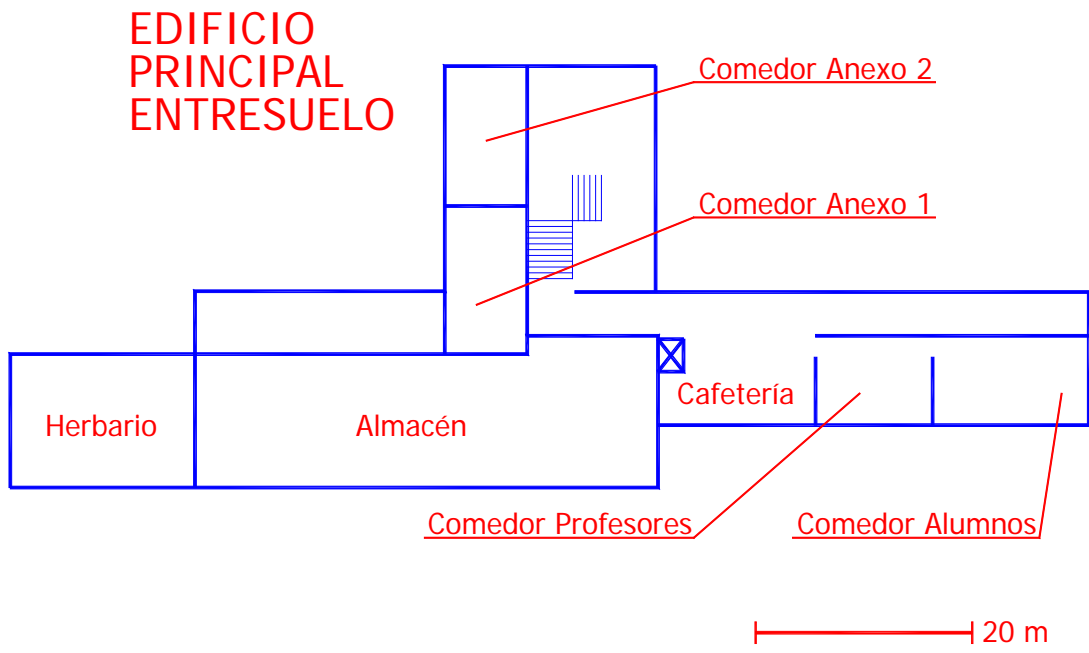 EDIFICIO
PRINCIPAL
ENTRESUELO
Comedor Anexo 2
Comedor Anexo 1
Cafetería
Herbario
Almacén
Comedor Profesores
Comedor Alumnos
20 m